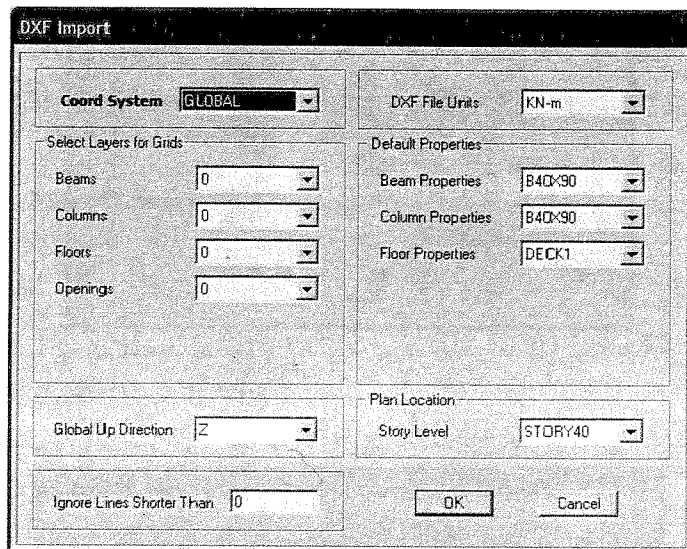 DXF Import
Coord System GLOBAL
DXF File Units KN-m
Select Layers for Grids
Beams 0
Columns 0
Floors 0
Openings 0
Default Properties
Beam Properties B40X90
Column Properties B40X90
Floor Properties DECK1
Global Up Direction Z
Plan Location
Story Level STORY40
Ignore Lines Shorter Than 0
OK Cancel